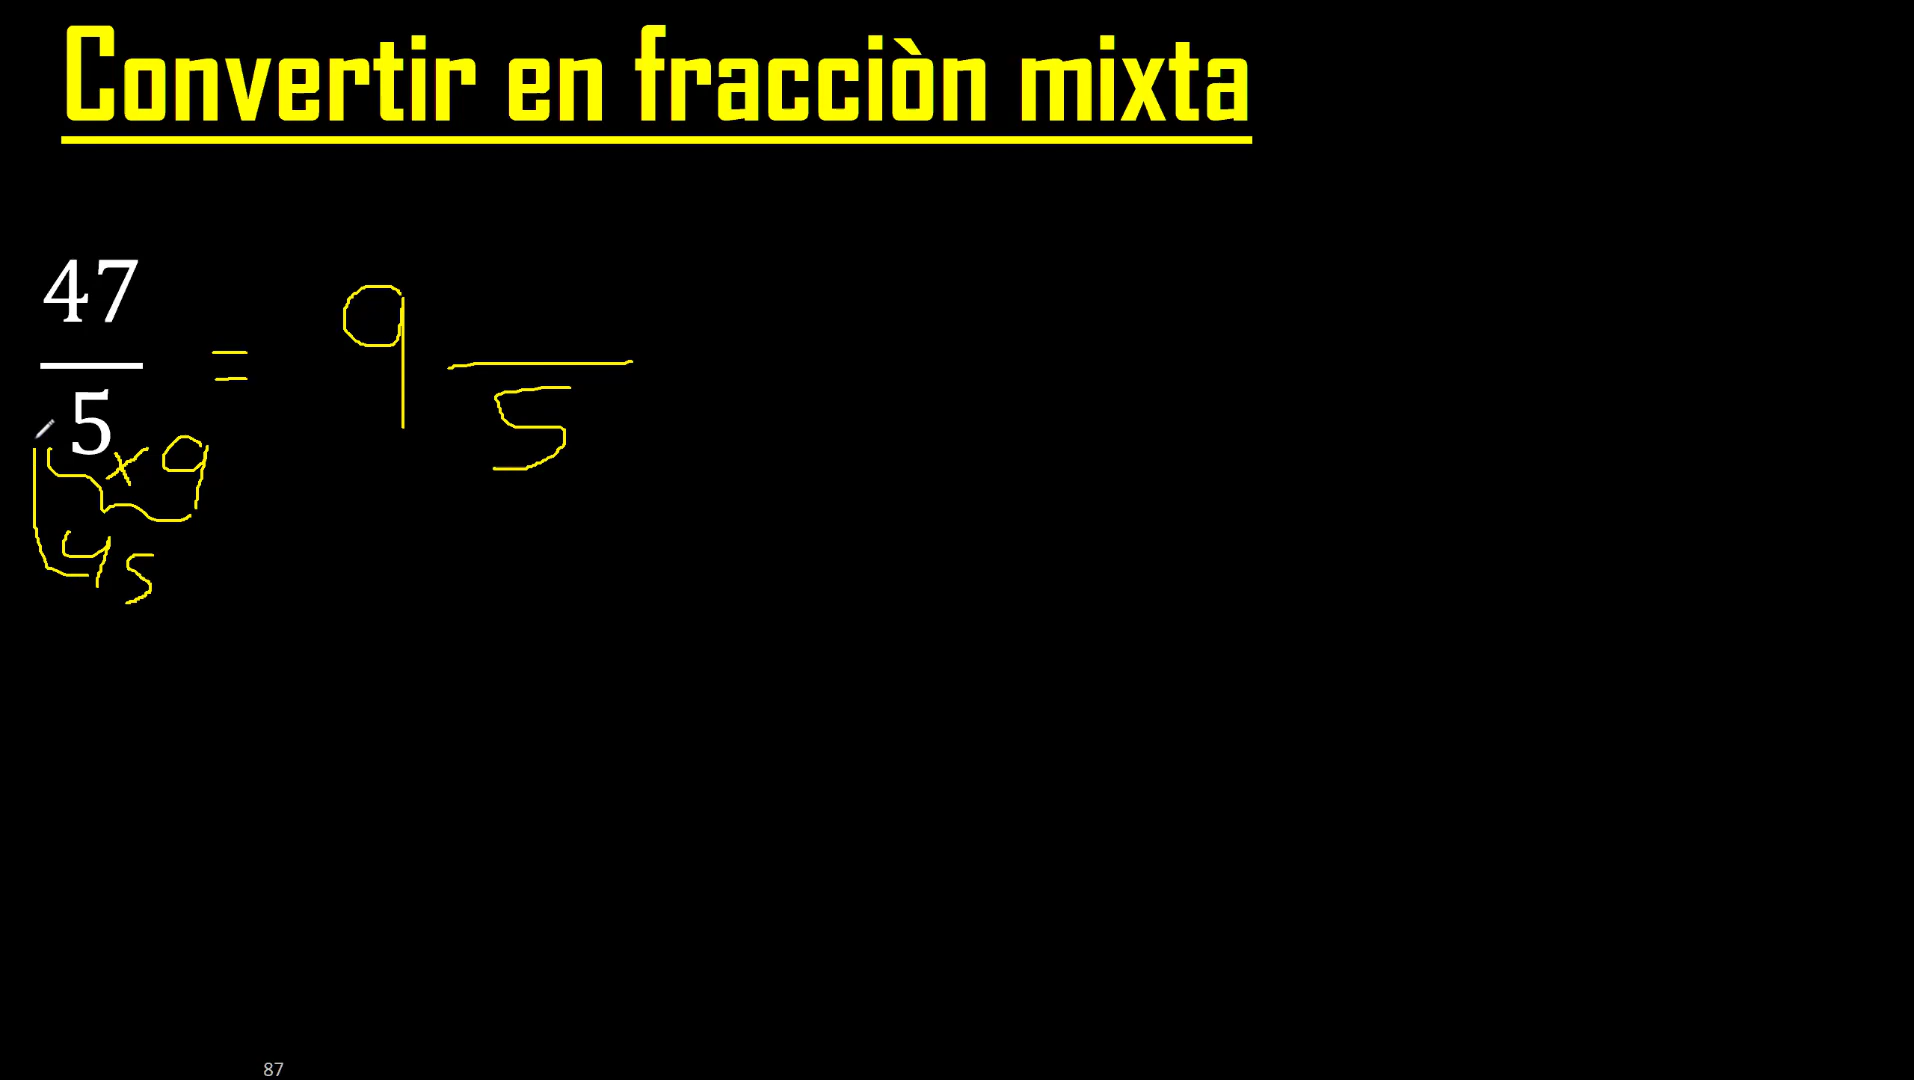 Convertir en fracciòn mixta
47
= 9
5 5
x 9
45
87